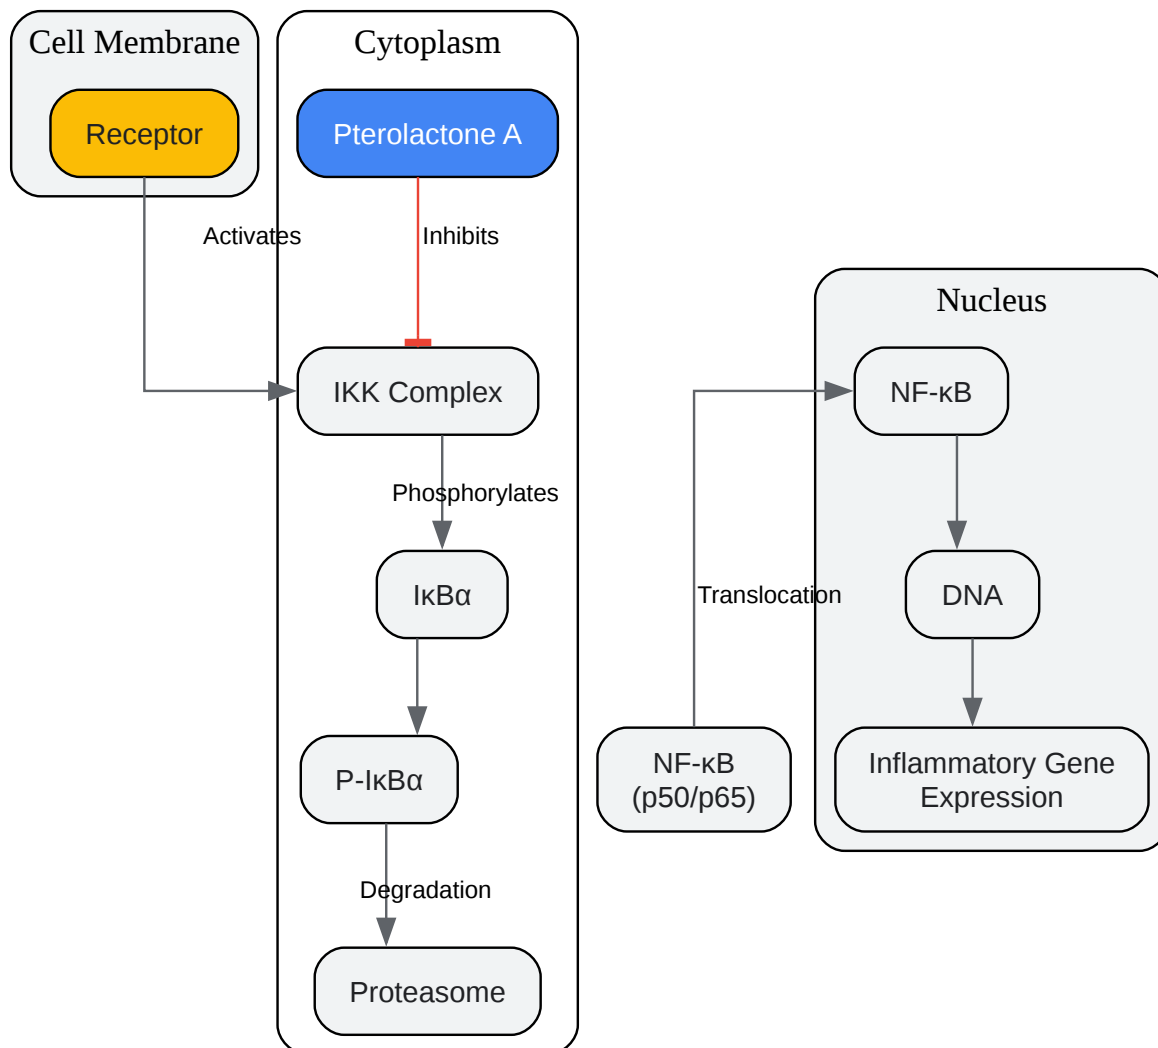 Cell Membrane
Receptor
Cytoplasm
Pterolactone A
Activates
Inhibits
IKK Complex
Phosphorylates
IκBα
P-IκBα
Degradation
Proteasome
NF-κB
(p50/p65)
Translocation
Nucleus
NF-κB
DNA
Inflammatory Gene
Expression